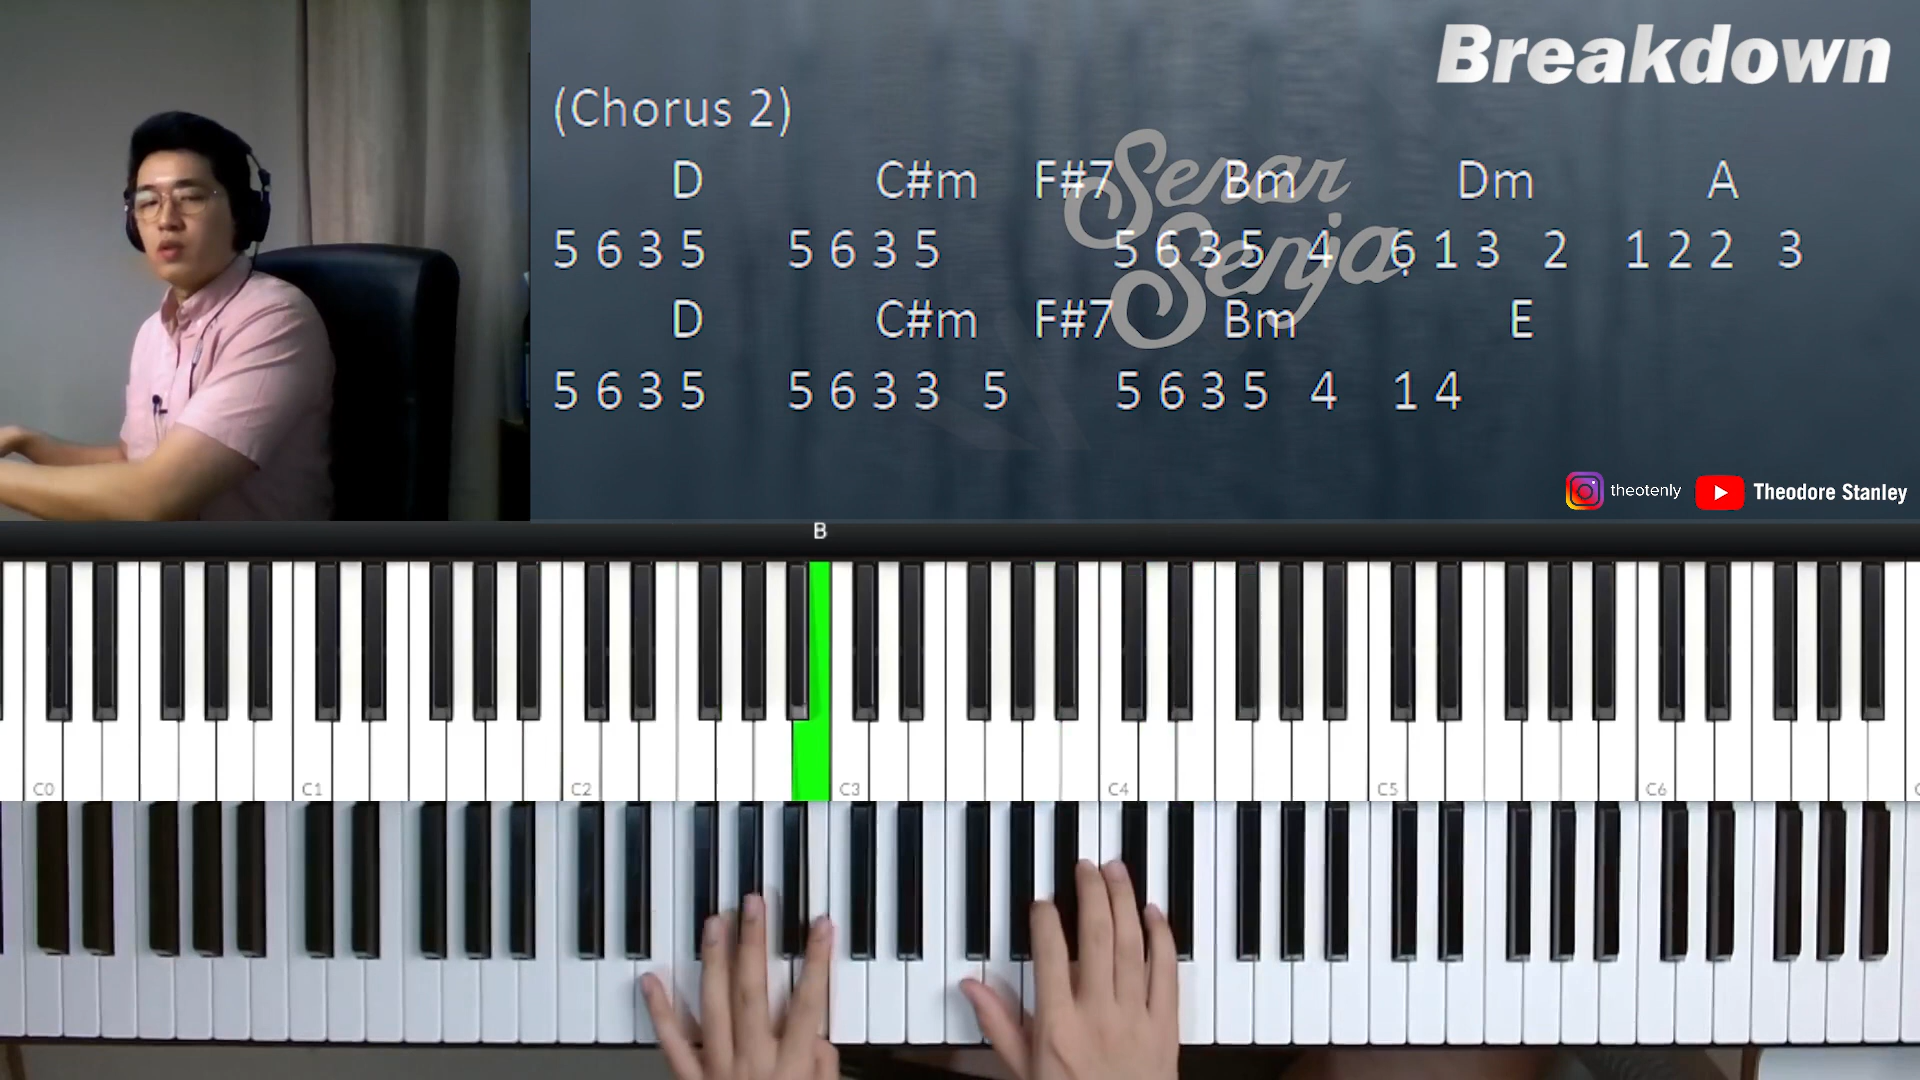 Breakdown
(Chorus 2)
D C#m F#7 Bm Dm A
5 6 3 5 5 6 3 5 5 6 3 5 4 6̣ 1 3 2 1 2 2 3
D C#m F#7 Bm E
5 6 3 5 5 6 3 3 5 5 6 3 5 4 1 4
Senar
Senja
theotenly Theodore Stanley
B
C0 C1 C2 C3 C4 C5 C6